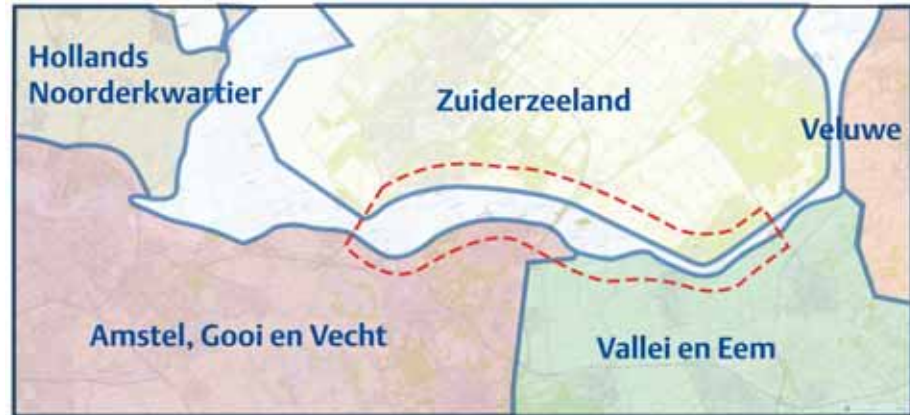 Hollands
Noorderkwartier
Zuiderzeeland
Veluwe
Amstel, Gooi en Vecht
Vallei en Eem